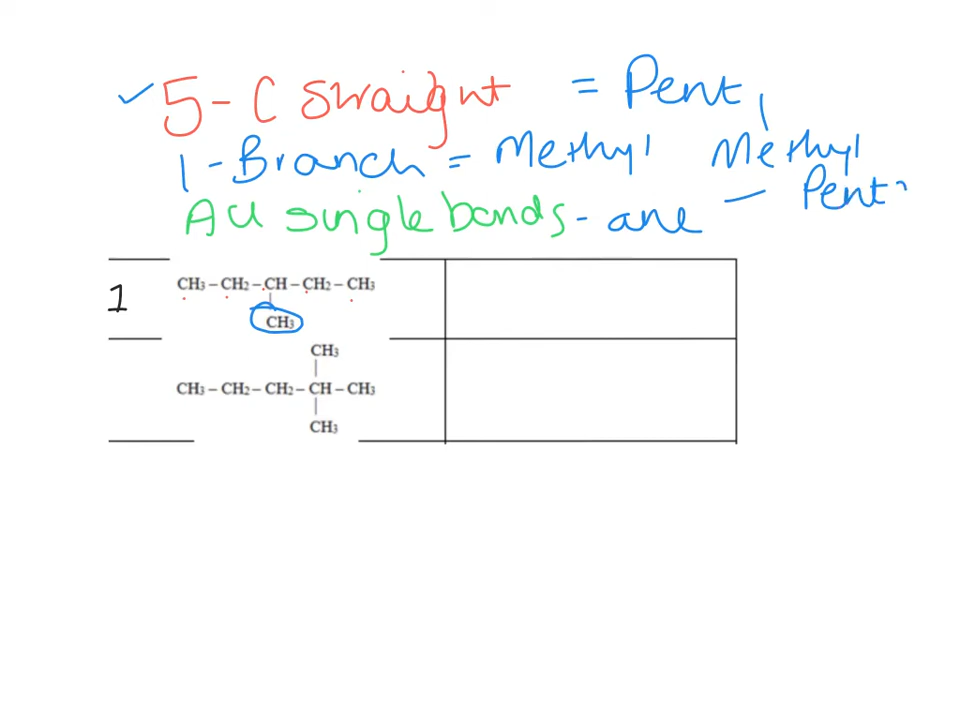 5-C straight = Pent,
1-Branch = Methyl Methyl
All single bonds - ane - Pent
1 CH3 – CH2 – CH – CH2 – CH3
CH3
CH3
CH3 – CH2 – CH2 – CH – CH3
CH3